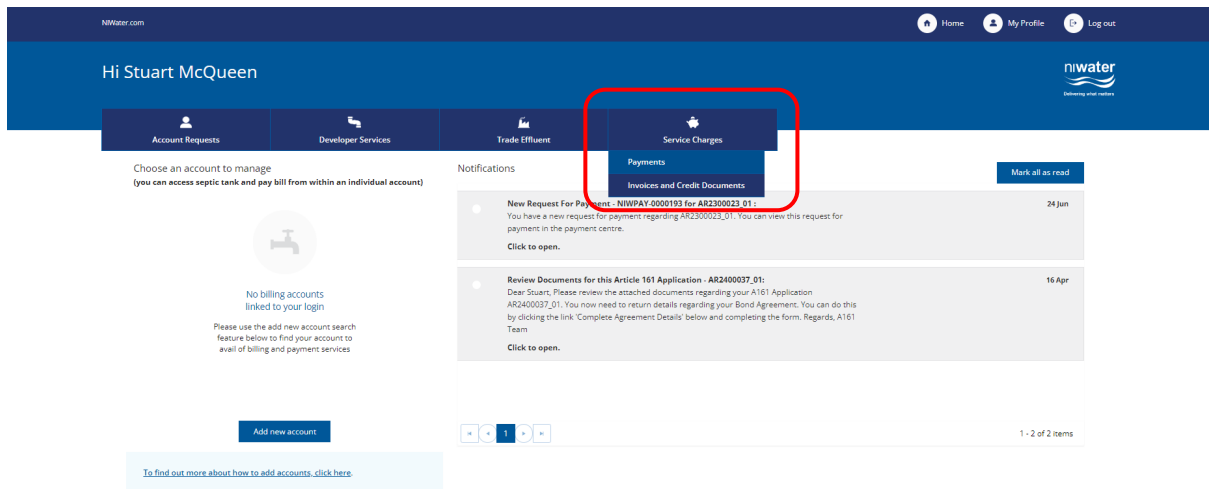 NIWater.com
Home
My Profile
Log out
Hi Stuart McQueen
niwater
Delivering what matters
Account Requests
Developer Services
Trade Effluent
Service Charges
Payments
Invoices and Credit Documents
Choose an account to manage
(you can access septic tank and pay bill from within an individual account)
No billing accounts
linked to your login
Please use the add new account search
feature below to find your account to
avail of billing and payment services
Add new account
To find out more about how to add accounts, click here.
Notifications
Mark all as read
New Request For Payment - NIWPAY-0000193 for AR2300023_01 :
24 Jun
You have a new request for payment regarding AR2300023_01. You can view this request for
payment in the payment centre.
Click to open.
Review Documents for this Article 161 Application - AR2400037_01:
16 Apr
Dear Stuart, Please review the attached documents regarding your A161 Application
AR2400037_01. You now need to return details regarding your Bond Agreement. You can do this
by clicking the link 'Complete Agreement Details' below and completing the form. Regards, A161
Team
Click to open.
1
1 - 2 of 2 items